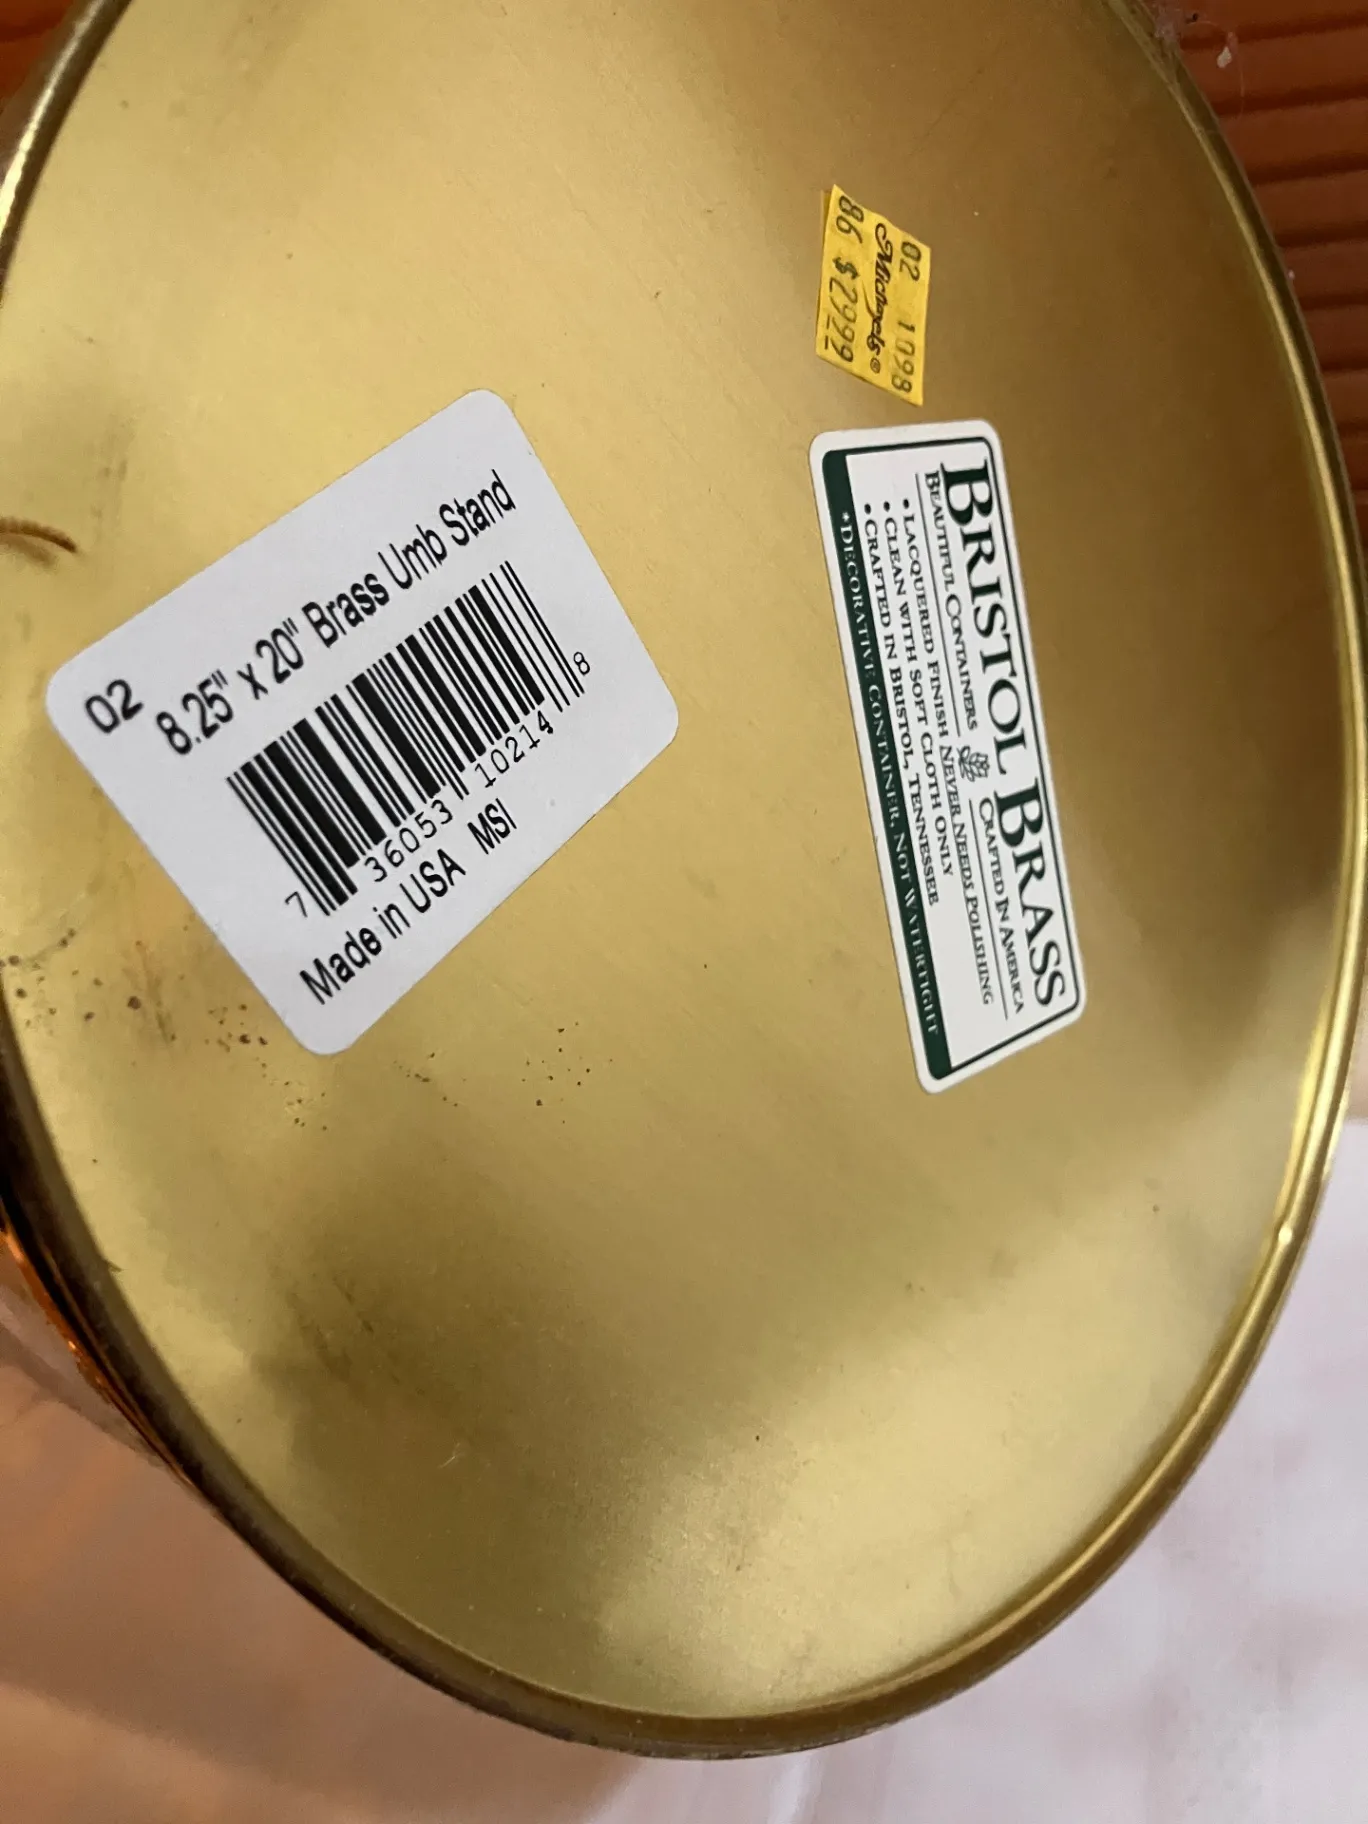 02 1098
Michaels®
86 $2999
BRISTOL BRASS
BEAUTIFUL CONTAINERS CRAFTED IN AMERICA
• LACQUERED FINISH NEVER NEEDS POLISHING
• CLEAN WITH SOFT CLOTH ONLY
• CRAFTED IN BRISTOL, TENNESSEE
*DECORATIVE CONTAINER, NOT WATERTIGHT
02
8.25" x 20" Brass Umb Stand
7 36053 10214 8
Made in USA MSI